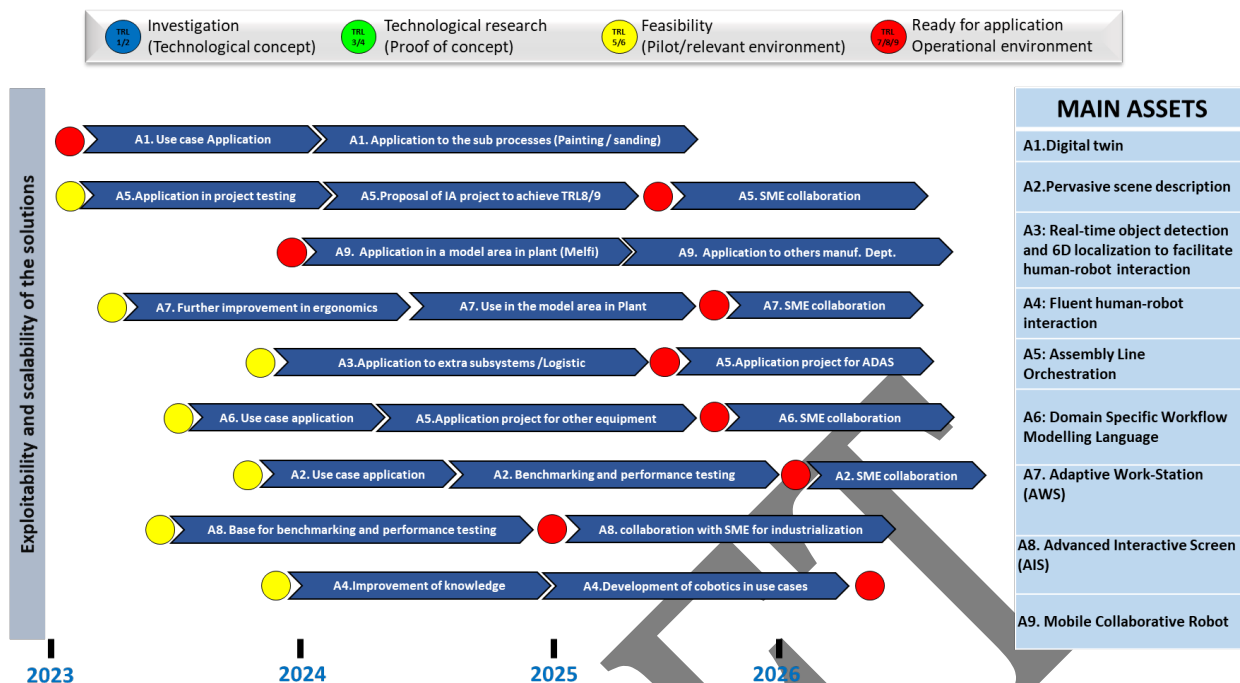 TRL 1/2
Investigation
(Technological concept)
TRL 3/4
Technological research
(Proof of concept)
TRL 5/6
Feasibility
(Pilot/relevant environment)
TRL 7/8/9
Ready for application
Operational environment
Exploitability and scalability of the solutions
A1. Use case Application
A1. Application to the sub processes (Painting / sanding)
A5.Application in project testing
A5.Proposal of IA project to achieve TRL8/9
A5. SME collaboration
A9. Application in a model area in plant (Melfi)
A9. Application to others manuf. Dept.
A7. Further improvement in ergonomics
A7. Use in the model area in Plant
A7. SME collaboration
A3.Application to extra subsystems /Logistic
A5.Application project for ADAS
A6. Use case application
A5.Application project for other equipment
A6. SME collaboration
A2. Use case application
A2. Benchmarking and performance testing
A2. SME collaboration
A8. Base for benchmarking and performance testing
A8. collaboration with SME for industrialization
A4.Improvement of knowledge
A4.Development of cobotics in use cases
2023
2024
2025
2026
MAIN ASSETS
A1.Digital twin
A2.Pervasive scene description
A3: Real-time object detection
and 6D localization to facilitate
human-robot interaction
A4: Fluent human-robot
interaction
A5: Assembly Line
Orchestration
A6: Domain Specific Workflow
Modelling Language
A7. Adaptive Work-Station
(AWS)
A8. Advanced Interactive Screen
(AIS)
A9. Mobile Collaborative Robot